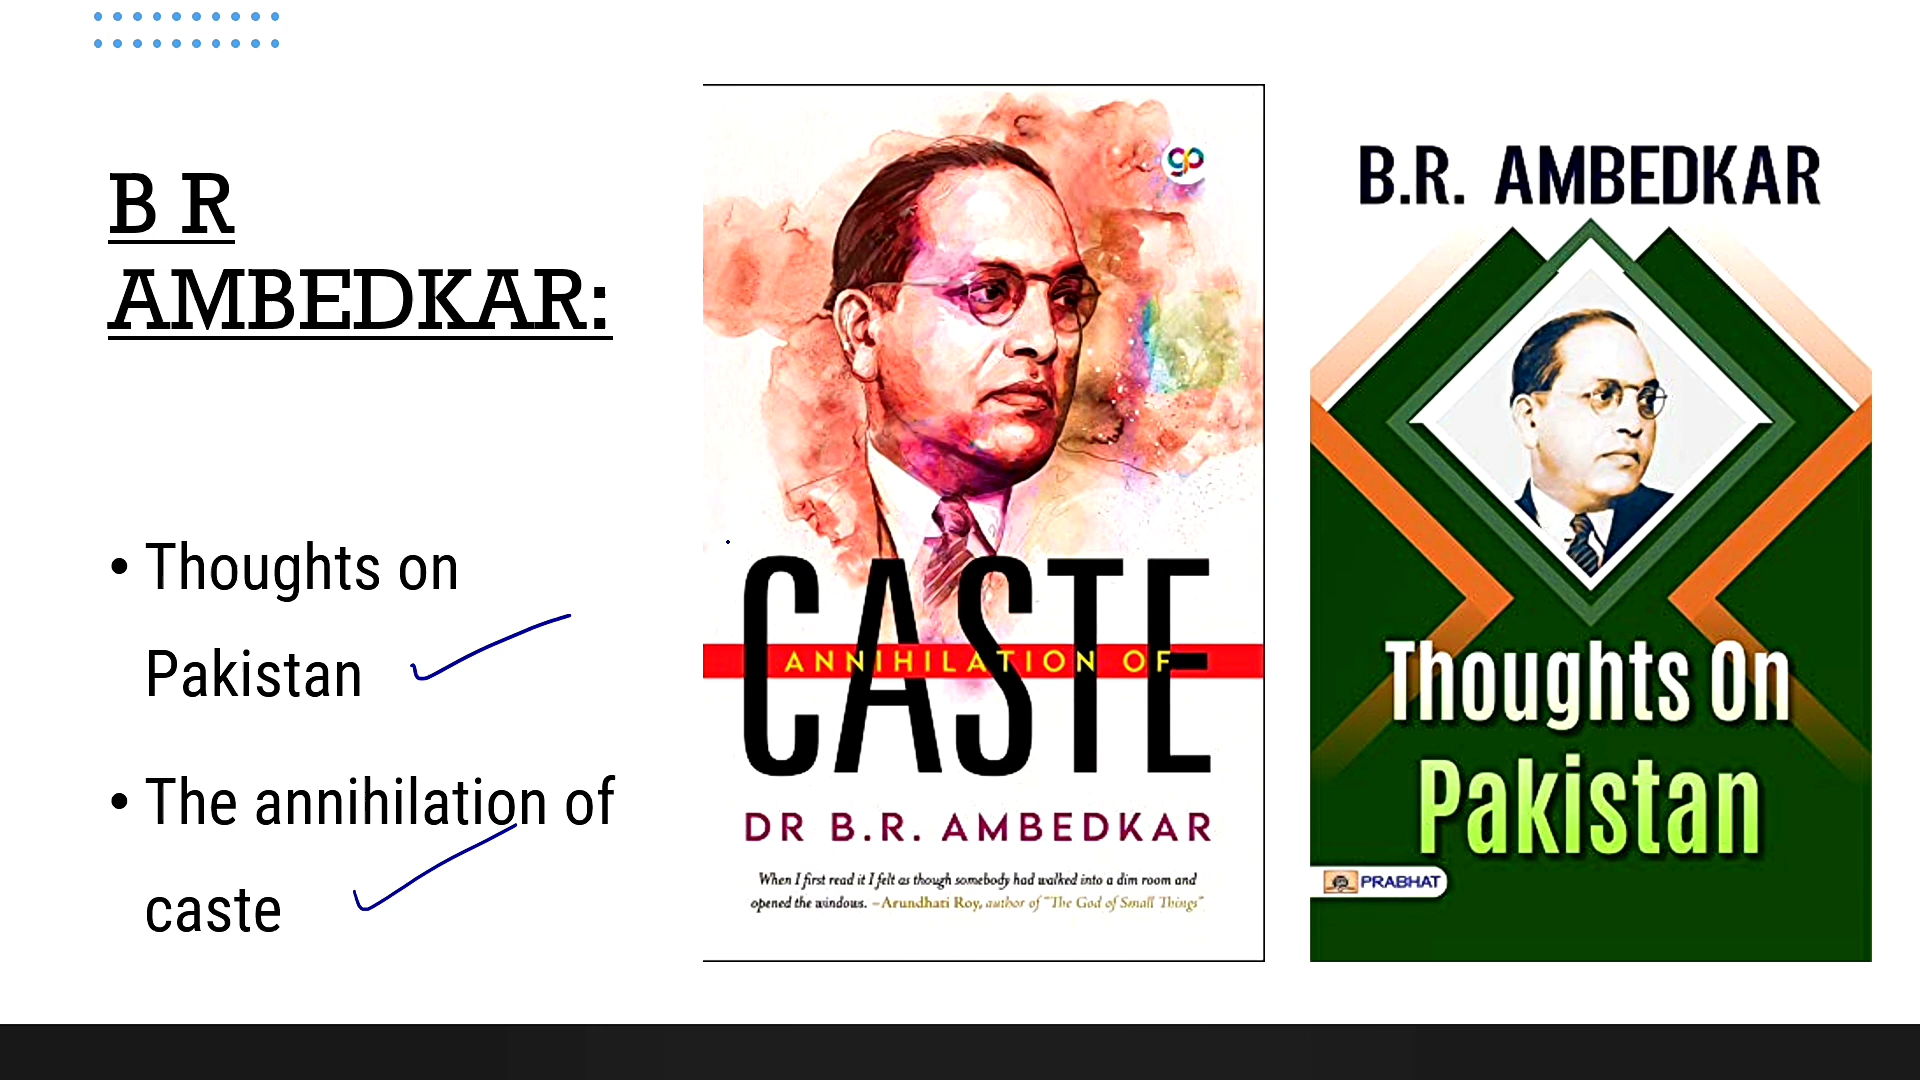 B R
AMBEDKAR:
• Thoughts on
Pakistan
• The annihilation of
caste
gp
CASTE
ANNIHILATION OF
DR B.R. AMBEDKAR
When I first read it I felt as though somebody had walked into a dim room and
opened the windows. –Arundhati Roy, author of "The God of Small Things"
B.R. AMBEDKAR
Thoughts On
Pakistan
PRABHAT